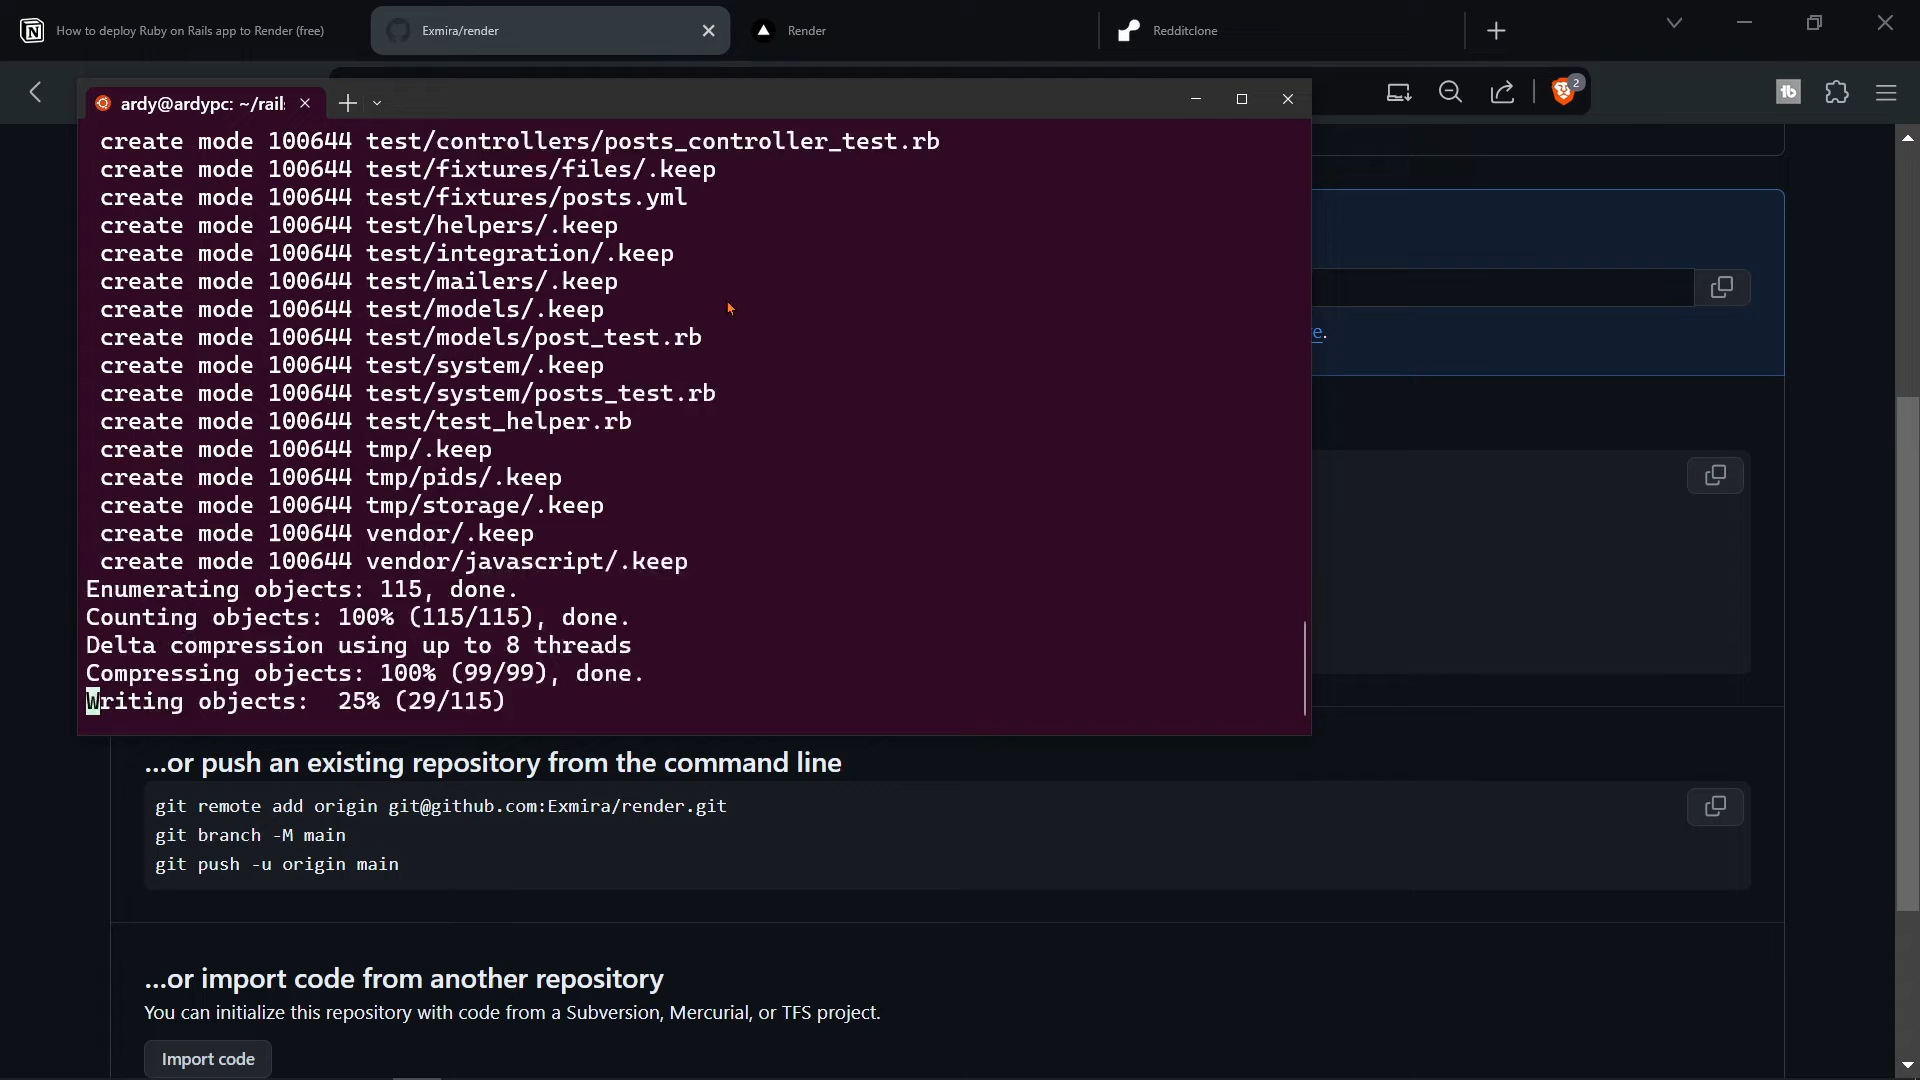 How to deploy Ruby on Rails app to Render (free)
Exmira/render
Render
Redditclone
2
ardy@ardypc: ~/rail
create mode 100644 test/controllers/posts_controller_test.rb
create mode 100644 test/fixtures/files/.keep
create mode 100644 test/fixtures/posts.yml
create mode 100644 test/helpers/.keep
create mode 100644 test/integration/.keep
create mode 100644 test/mailers/.keep
create mode 100644 test/models/.keep
create mode 100644 test/models/post_test.rb
create mode 100644 test/system/.keep
create mode 100644 test/system/posts_test.rb
create mode 100644 test/test_helper.rb
create mode 100644 tmp/.keep
create mode 100644 tmp/pids/.keep
create mode 100644 tmp/storage/.keep
create mode 100644 vendor/.keep
create mode 100644 vendor/javascript/.keep
Enumerating objects: 115, done.
Counting objects: 100% (115/115), done.
Delta compression using up to 8 threads
Compressing objects: 100% (99/99), done.
Writing objects:  25% (29/115)
e.
...or push an existing repository from the command line
git remote add origin git@github.com:Exmira/render.git
git branch -M main
git push -u origin main
...or import code from another repository
You can initialize this repository with code from a Subversion, Mercurial, or TFS project.
Import code